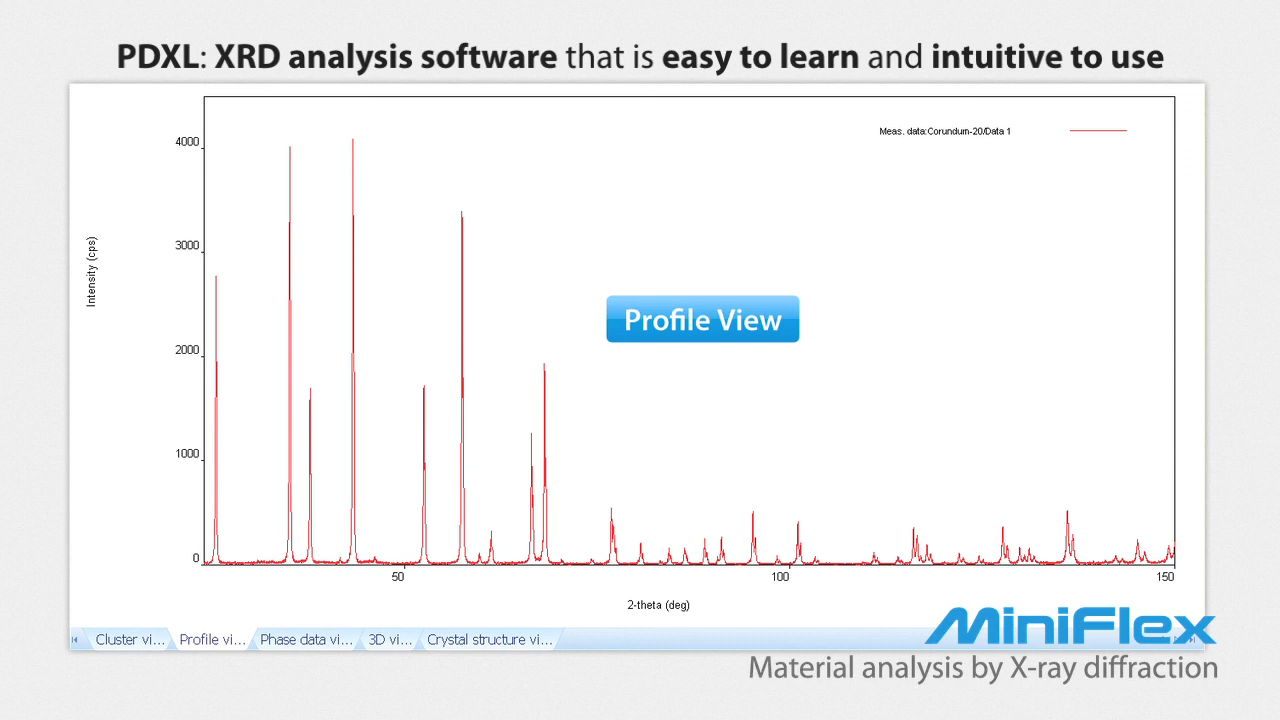 PDXL: XRD analysis software that is easy to learn and intuitive to use
Meas. data:Corundum-20/Data 1
4000
3000
2000
1000
0
Intensity (cps)
Profile View
50
100
150
2-theta (deg)
Cluster vi... Profile vi... Phase data vi... 3D vi... Crystal structure vi...
MiniFlex
Material analysis by X-ray diffraction